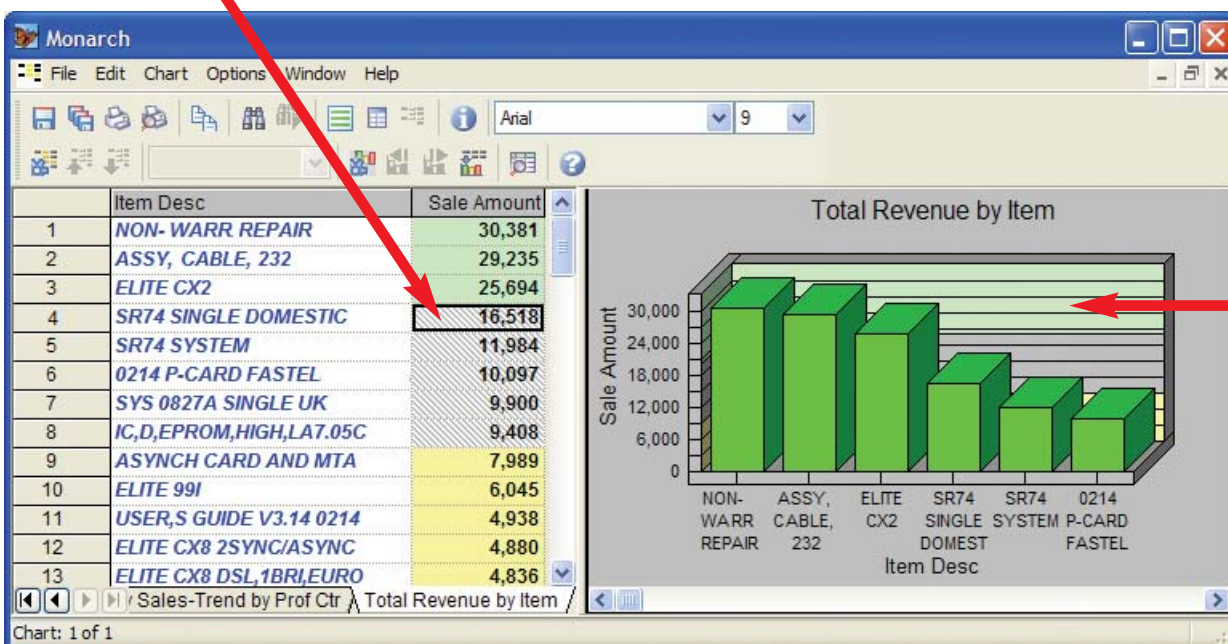 Monarch
File Edit Chart Options Window Help
Arial 9
Item Desc Sale Amount
1 NON- WARR REPAIR 30,381
2 ASSY, CABLE, 232 29,235
3 ELITE CX2 25,694
4 SR74 SINGLE DOMESTIC 16,518
5 SR74 SYSTEM 11,984
6 0214 P-CARD FASTEL 10,097
7 SYS 0827A SINGLE UK 9,900
8 IC,D,EPROM,HIGH,LA7.05C 9,408
9 ASYNCH CARD AND MTA 7,989
10 ELITE 99I 6,045
11 USER,S GUIDE V3.14 0214 4,938
12 ELITE CX8 2SYNC/ASYNC 4,880
13 ELITE CX8 DSL,1BRI,EURO 4,836
Sales-Trend by Prof Ctr Total Revenue by Item
Chart: 1 of 1
Total Revenue by Item
Sale Amount
30,000
24,000
18,000
12,000
6,000
0
NON- ASSY, ELITE SR74 SR74 0214
WARR CABLE, CX2 SINGLE SYSTEM P-CARD
REPAIR 232 DOMEST FASTEL
Item Desc